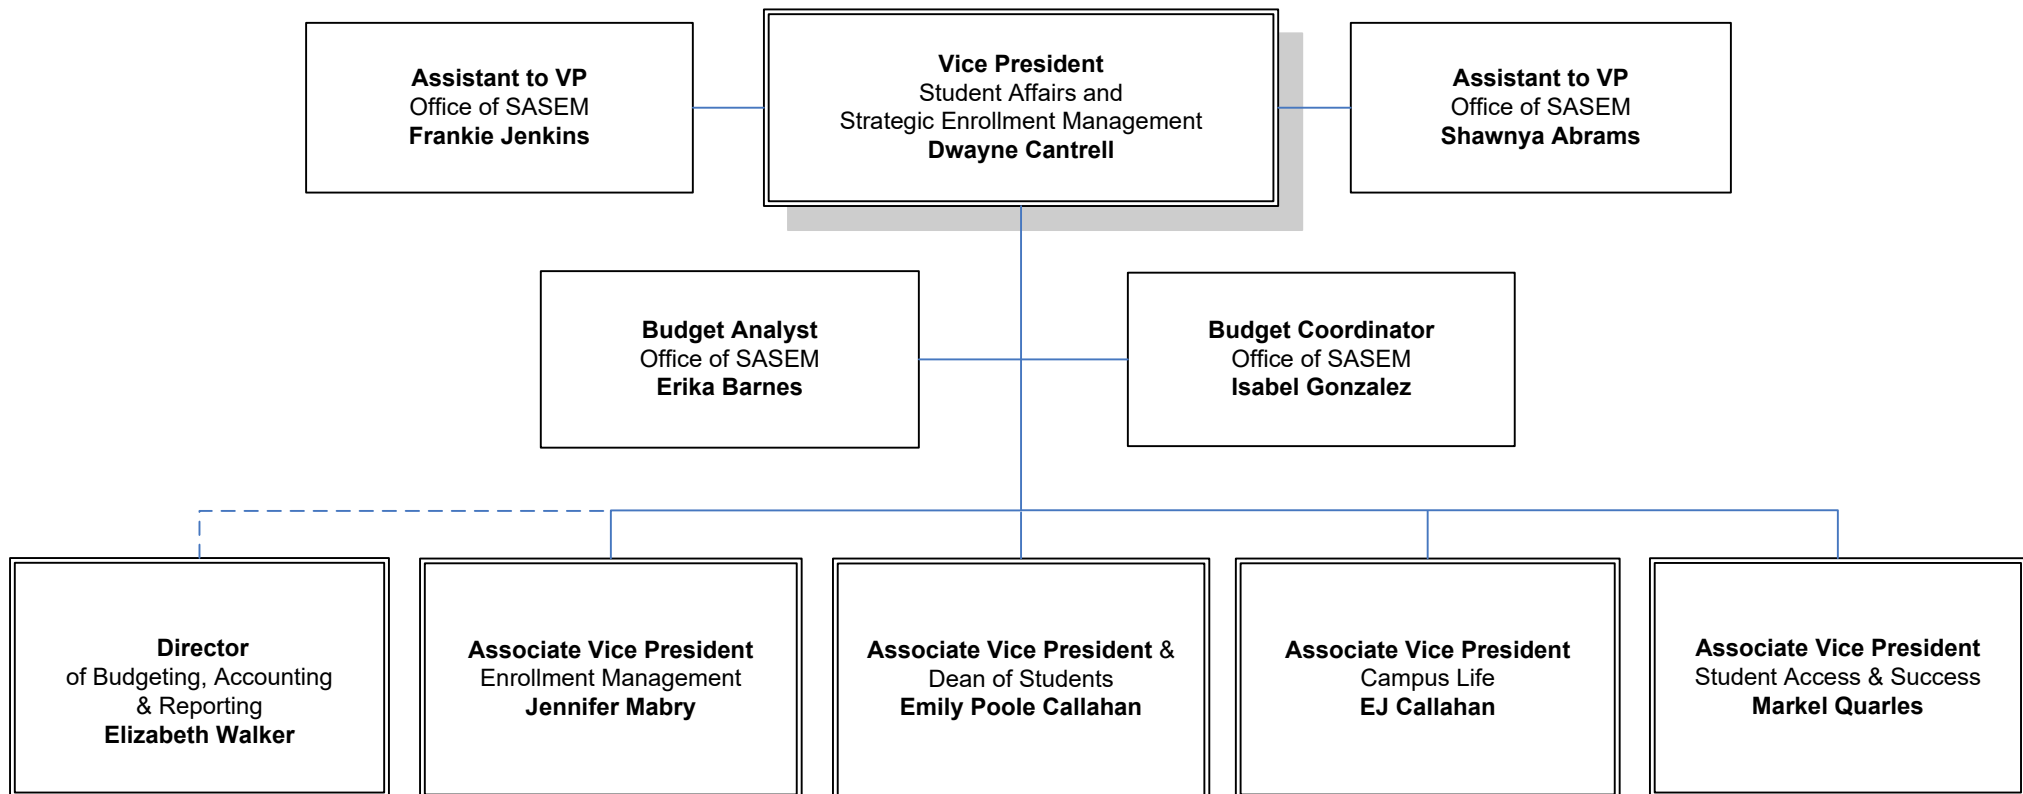 Assistant to VP
Office of SASEM
Frankie Jenkins
Vice President
Student Affairs and
Strategic Enrollment Management
Dwayne Cantrell
Assistant to VP
Office of SASEM
Shawnya Abrams
Budget Analyst
Office of SASEM
Erika Barnes
Budget Coordinator
Office of SASEM
Isabel Gonzalez
Director
of Budgeting, Accounting
& Reporting
Elizabeth Walker
Associate Vice President
Enrollment Management
Jennifer Mabry
Associate Vice President &
Dean of Students
Emily Poole Callahan
Associate Vice President
Campus Life
EJ Callahan
Associate Vice President
Student Access & Success
Markel Quarles